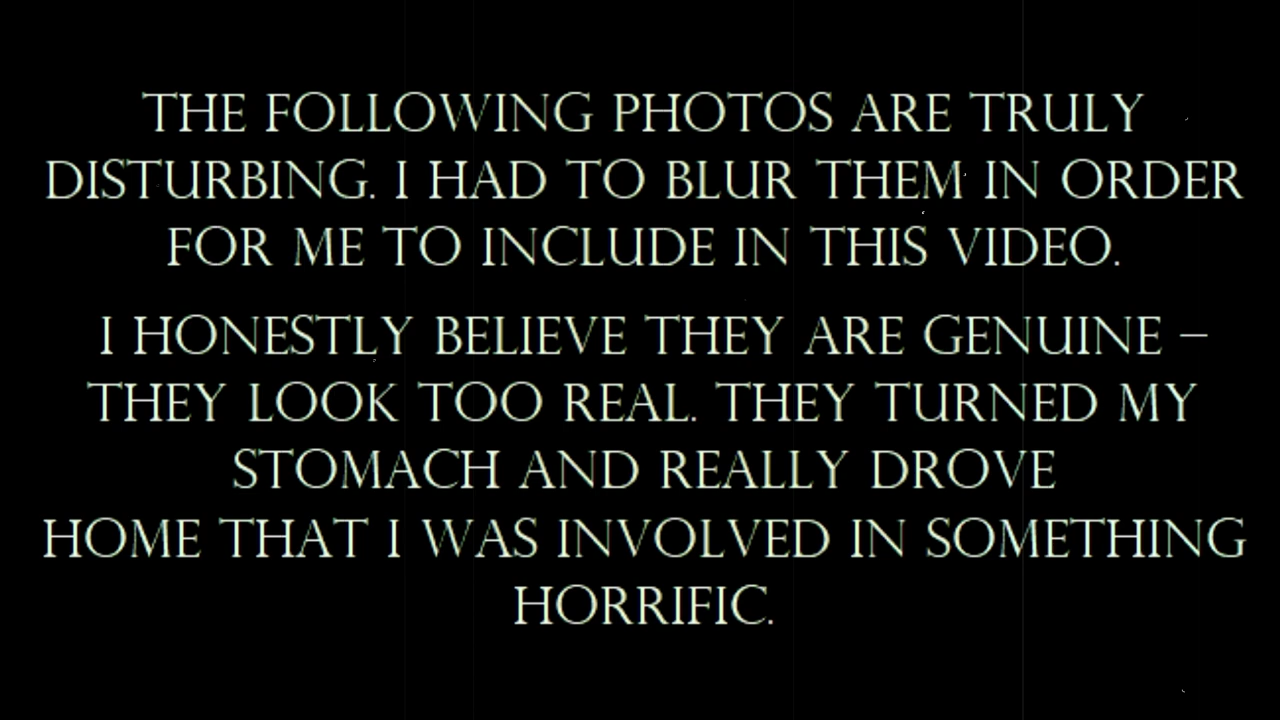 THE FOLLOWING PHOTOS ARE TRULY
DISTURBING. I HAD TO BLUR THEM IN ORDER
FOR ME TO INCLUDE IN THIS VIDEO.
I HONESTLY BELIEVE THEY ARE GENUINE –
THEY LOOK TOO REAL. THEY TURNED MY
STOMACH AND REALLY DROVE
HOME THAT I WAS INVOLVED IN SOMETHING
HORRIFIC.